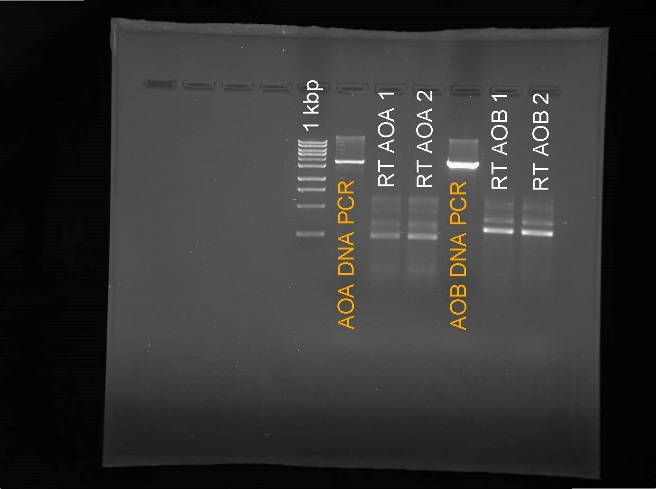 1 kbp
AOA DNA PCR
RT AOA 1
RT AOA 2
AOB DNA PCR
RT AOB 1
RT AOB 2